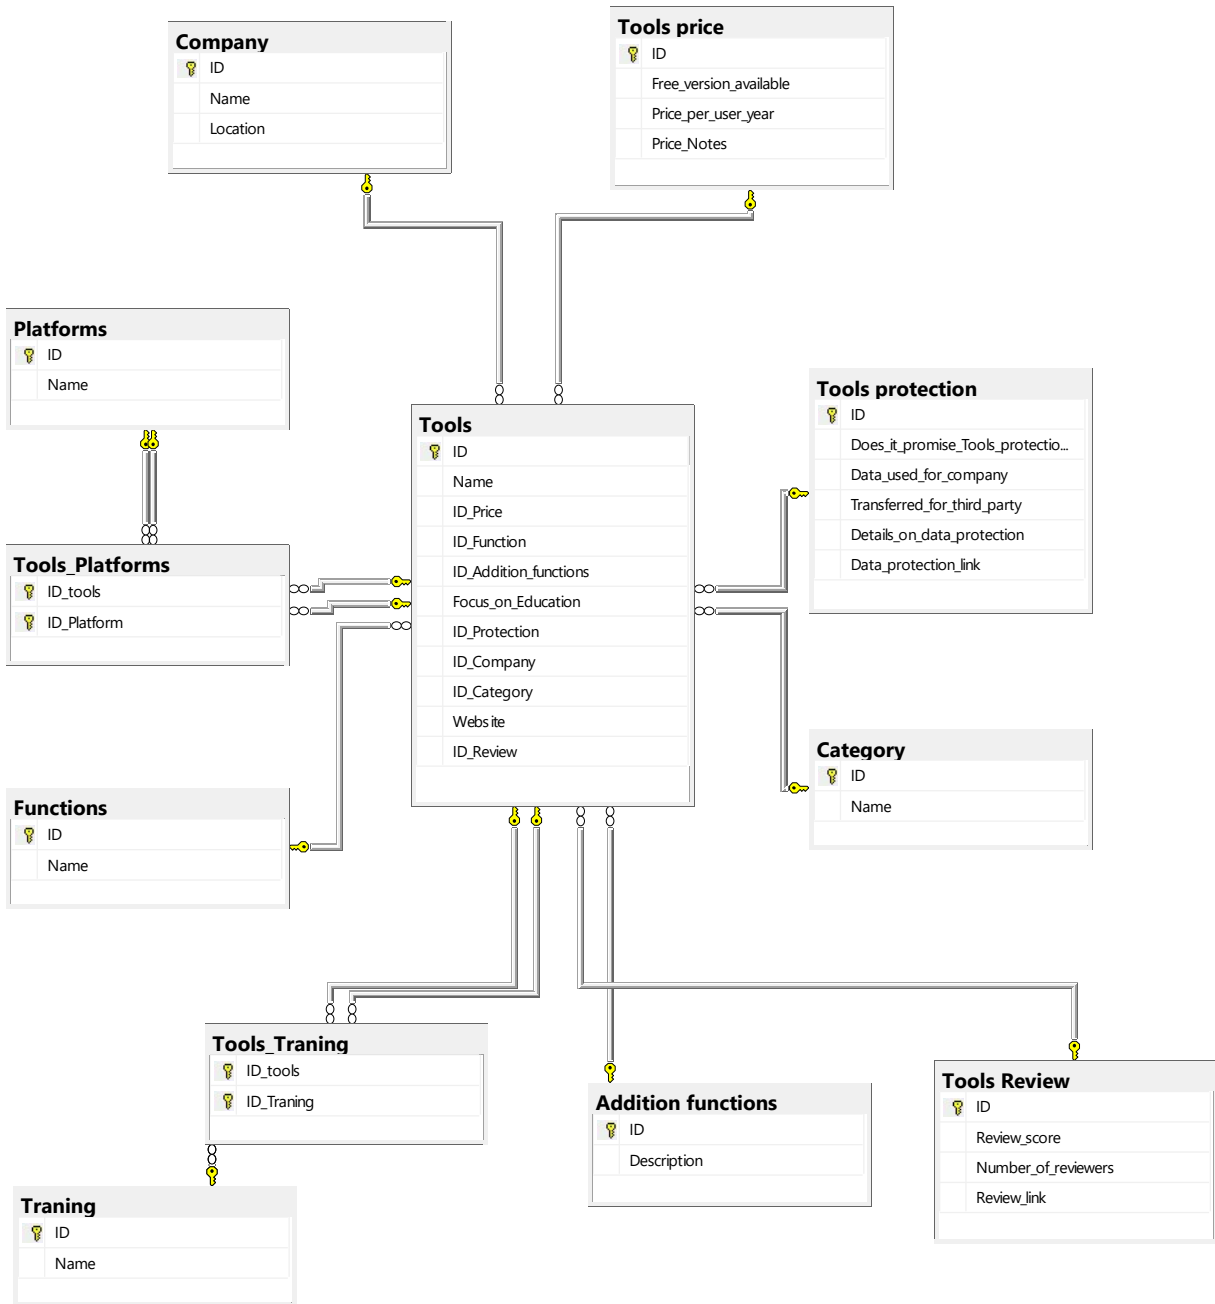 Company
ID
Name
Location
Tools price
ID
Free_version_available
Price_per_user_year
Price_Notes
Platforms
ID
Name
Tools protection
ID
Does_it_promise_Tools_protectio...
Data_used_for_company
Transferred_for_third_party
Details_on_data_protection
Data_protection_link
Tools
ID
Name
ID_Price
ID_Function
ID_Addition_functions
Focus_on_Education
ID_Protection
ID_Company
ID_Category
Website
ID_Review
Tools_Platforms
ID_tools
ID_Platform
Category
ID
Name
Functions
ID
Name
Tools_Traning
ID_tools
ID_Traning
Addition functions
ID
Description
Tools Review
ID
Review_score
Number_of_reviewers
Review_link
Traning
ID
Name